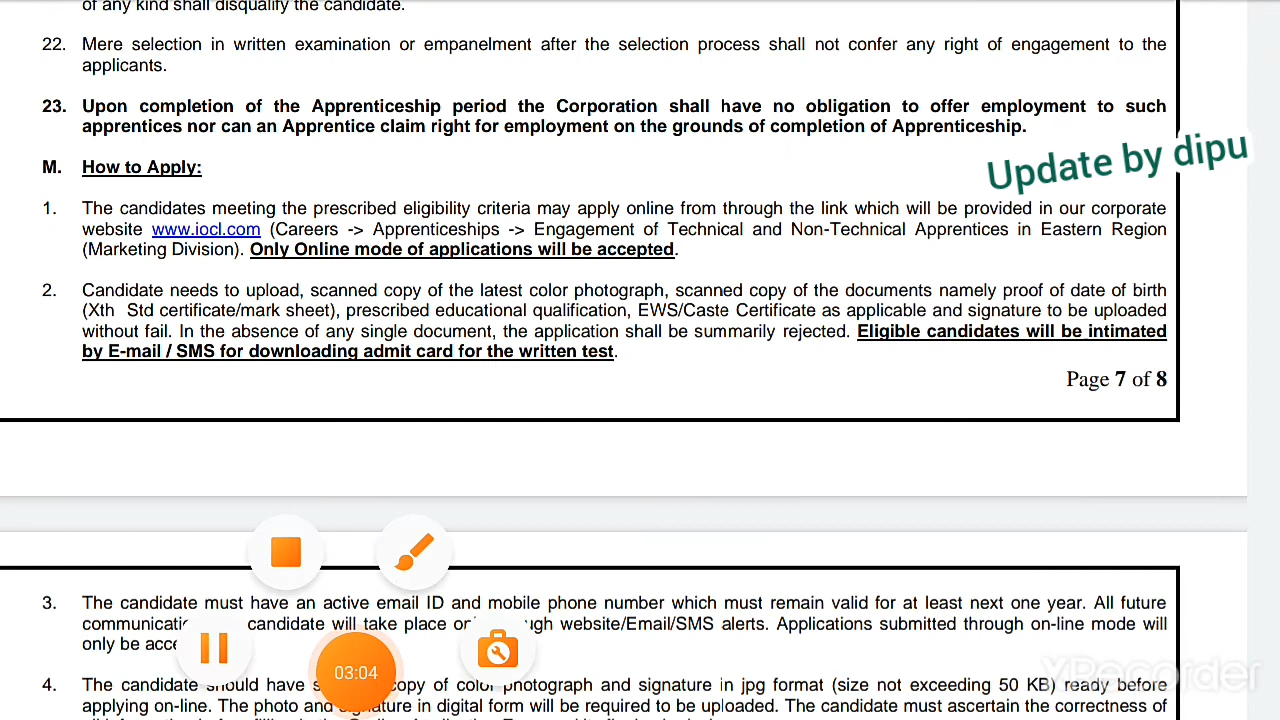 of any kind shall disqualify the candidate.
22. Mere selection in written examination or empanelment after the selection process shall not confer any right of engagement to the
applicants.
23. Upon completion of the Apprenticeship period the Corporation shall have no obligation to offer employment to such
apprentices nor can an Apprentice claim right for employment on the grounds of completion of Apprenticeship.
Update by dipu
M. How to Apply:
1. The candidates meeting the prescribed eligibility criteria may apply online from through the link which will be provided in our corporate
website www.iocl.com (Careers -> Apprenticeships -> Engagement of Technical and Non-Technical Apprentices in Eastern Region
(Marketing Division). Only Online mode of applications will be accepted.
2. Candidate needs to upload, scanned copy of the latest color photograph, scanned copy of the documents namely proof of date of birth
(Xth Std certificate/mark sheet), prescribed educational qualification, EWS/Caste Certificate as applicable and signature to be uploaded
without fail. In the absence of any single document, the application shall be summarily rejected. Eligible candidates will be intimated
by E-mail / SMS for downloading admit card for the written test.
Page 7 of 8
3. The candidate must have an active email ID and mobile phone number which must remain valid for at least next one year. All future
candidate will take place website/Email/SMS alerts. Applications submitted through on-line mode will
only be
03:04
XRecorder
4. The candidate should have copy of color photograph and signature in jpg format (size not exceeding 50 KB) ready before
applying on-line. The photo and signature in digital form will be required to be uploaded. The candidate must ascertain the correctness of